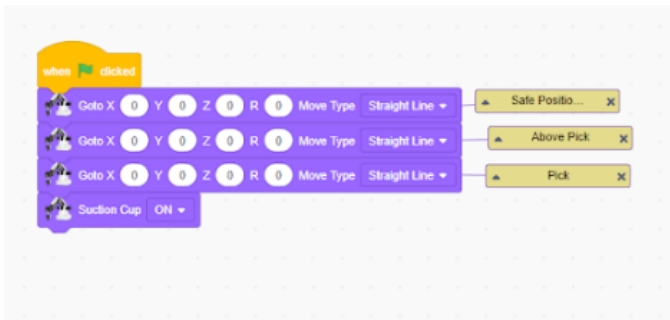 when clicked
Goto X 0 Y 0 Z 0 R 0 Move Type Straight Line Safe Positio... x
Goto X 0 Y 0 Z 0 R 0 Move Type Straight Line Above Pick x
Goto X 0 Y 0 Z 0 R 0 Move Type Straight Line Pick x
Suction Cup ON